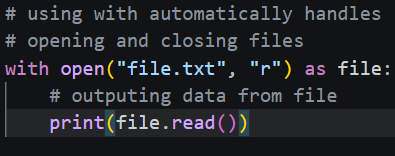 # using with automatically handles
# opening and closing files
with open("file.txt", "r") as file:
    # outputing data from file
    print(file.read())